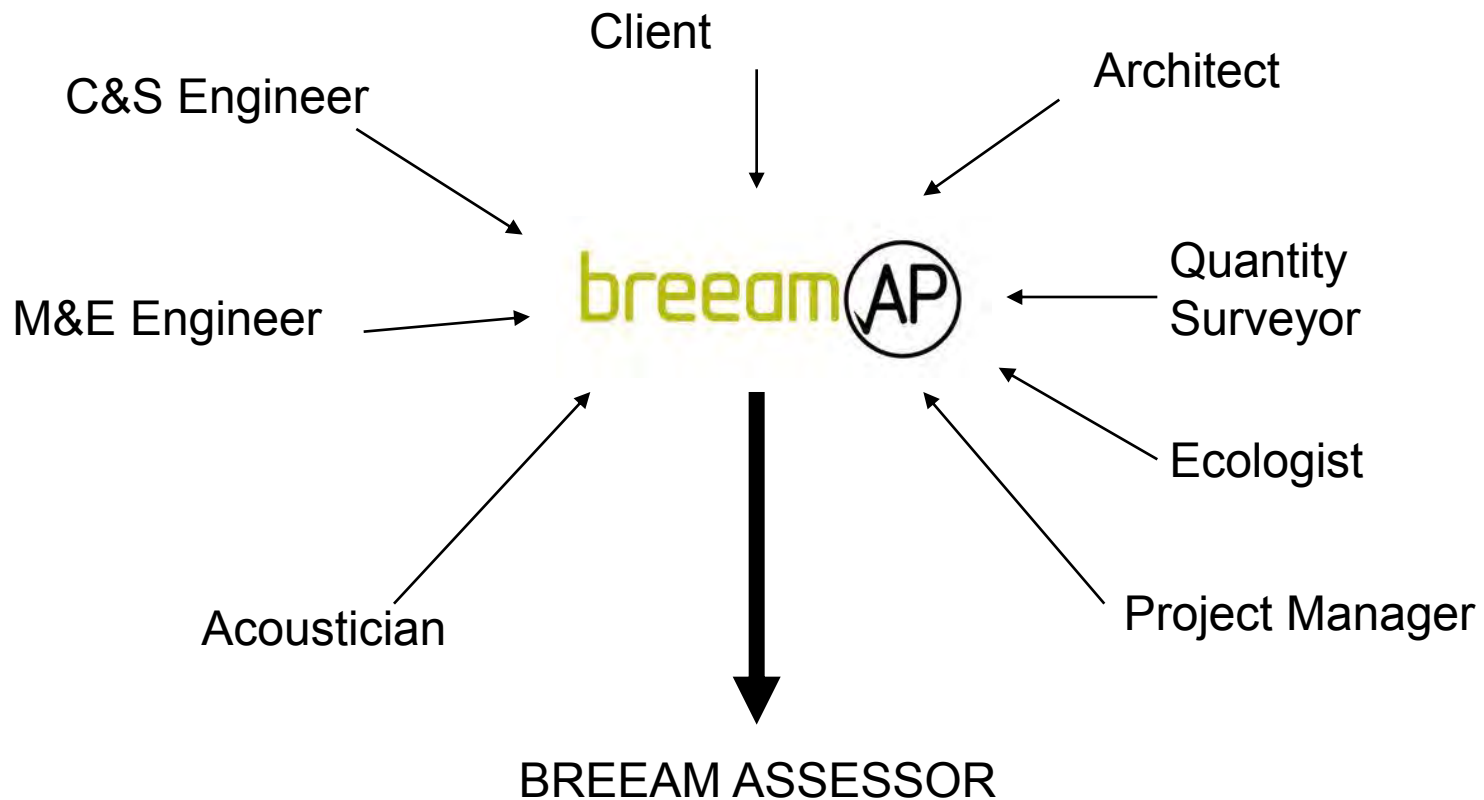 Client
Architect
C&S Engineer
breeam AP
Quantity
Surveyor
M&E Engineer
Ecologist
Project Manager
Acoustician
BREEAM ASSESSOR